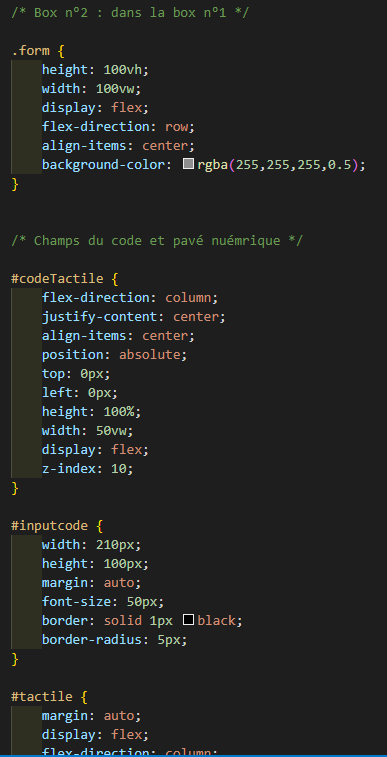 /* Box n°2 : dans la box n°1 */
.form {
height: 100vh;
width: 100vw;
display: flex;
flex-direction: row;
align-items: center;
background-color: rgba(255,255,255,0.5);
}
/* Champs du code et pavé nuémrique */
#codeTactile {
flex-direction: column;
justify-content: center;
align-items: center;
position: absolute;
top: 0px;
left: 0px;
height: 100%;
width: 50vw;
display: flex;
z-index: 10;
}
#inputcode {
width: 210px;
height: 100px;
margin: auto;
font-size: 50px;
border: solid 1px black;
border-radius: 5px;
}
#tactile {
margin: auto;
display: flex;
flex-direction: column;